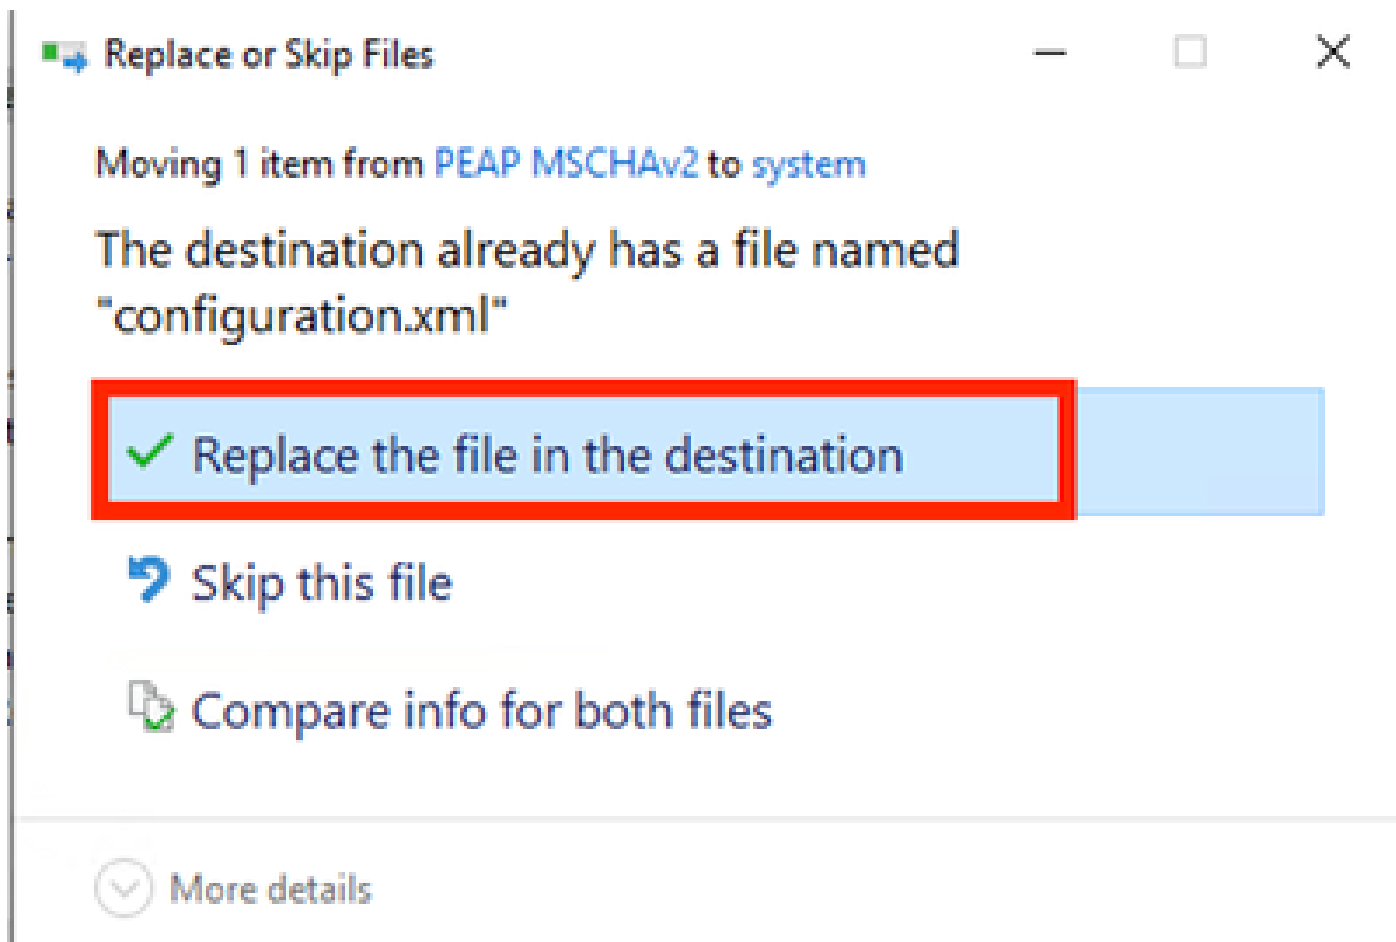 Replace or Skip Files
Moving 1 item from PEAP MSCHAv2 to system
The destination already has a file named
"configuration.xml"
Replace the file in the destination
Skip this file
Compare info for both files
More details